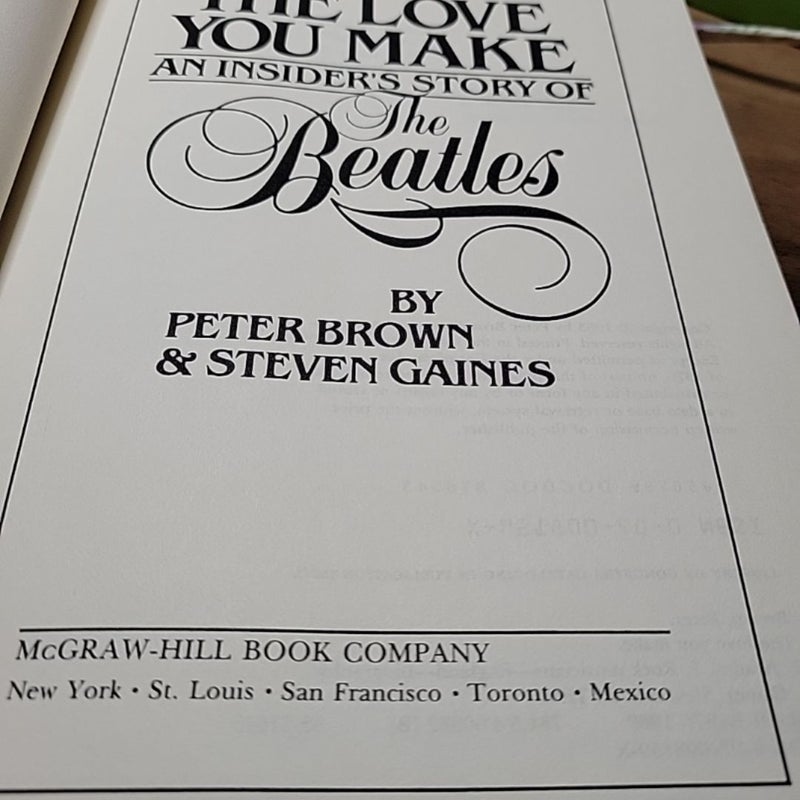 THE LOVE
YOU MAKE
AN INSIDER'S STORY OF
The
Beatles
BY
PETER BROWN
& STEVEN GAINES
McGRAW-HILL BOOK COMPANY
New York • St. Louis • San Francisco • Toronto • Mexico